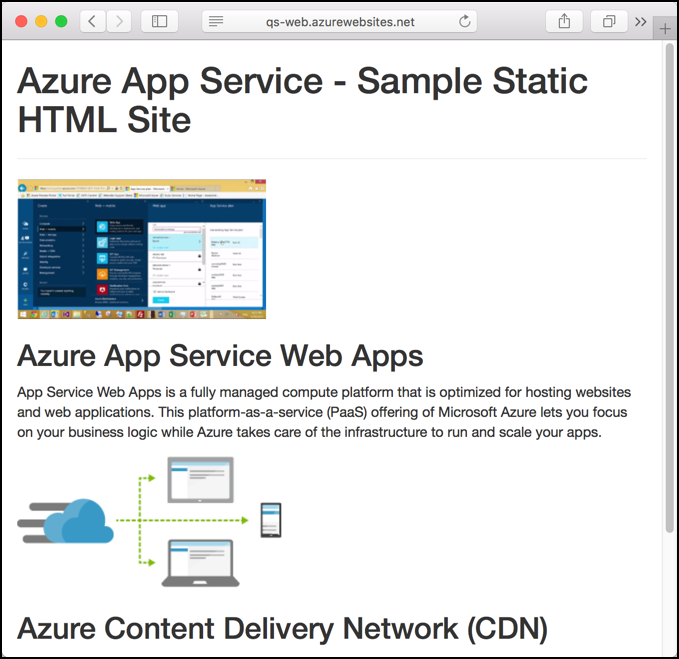 qs-web.azurewebsites.net
Azure App Service - Sample Static
HTML Site
Azure App Service Web Apps
App Service Web Apps is a fully managed compute platform that is optimized for hosting websites
and web applications. This platform-as-a-service (PaaS) offering of Microsoft Azure lets you focus
on your business logic while Azure takes care of the infrastructure to run and scale your apps.
Azure Content Delivery Network (CDN)